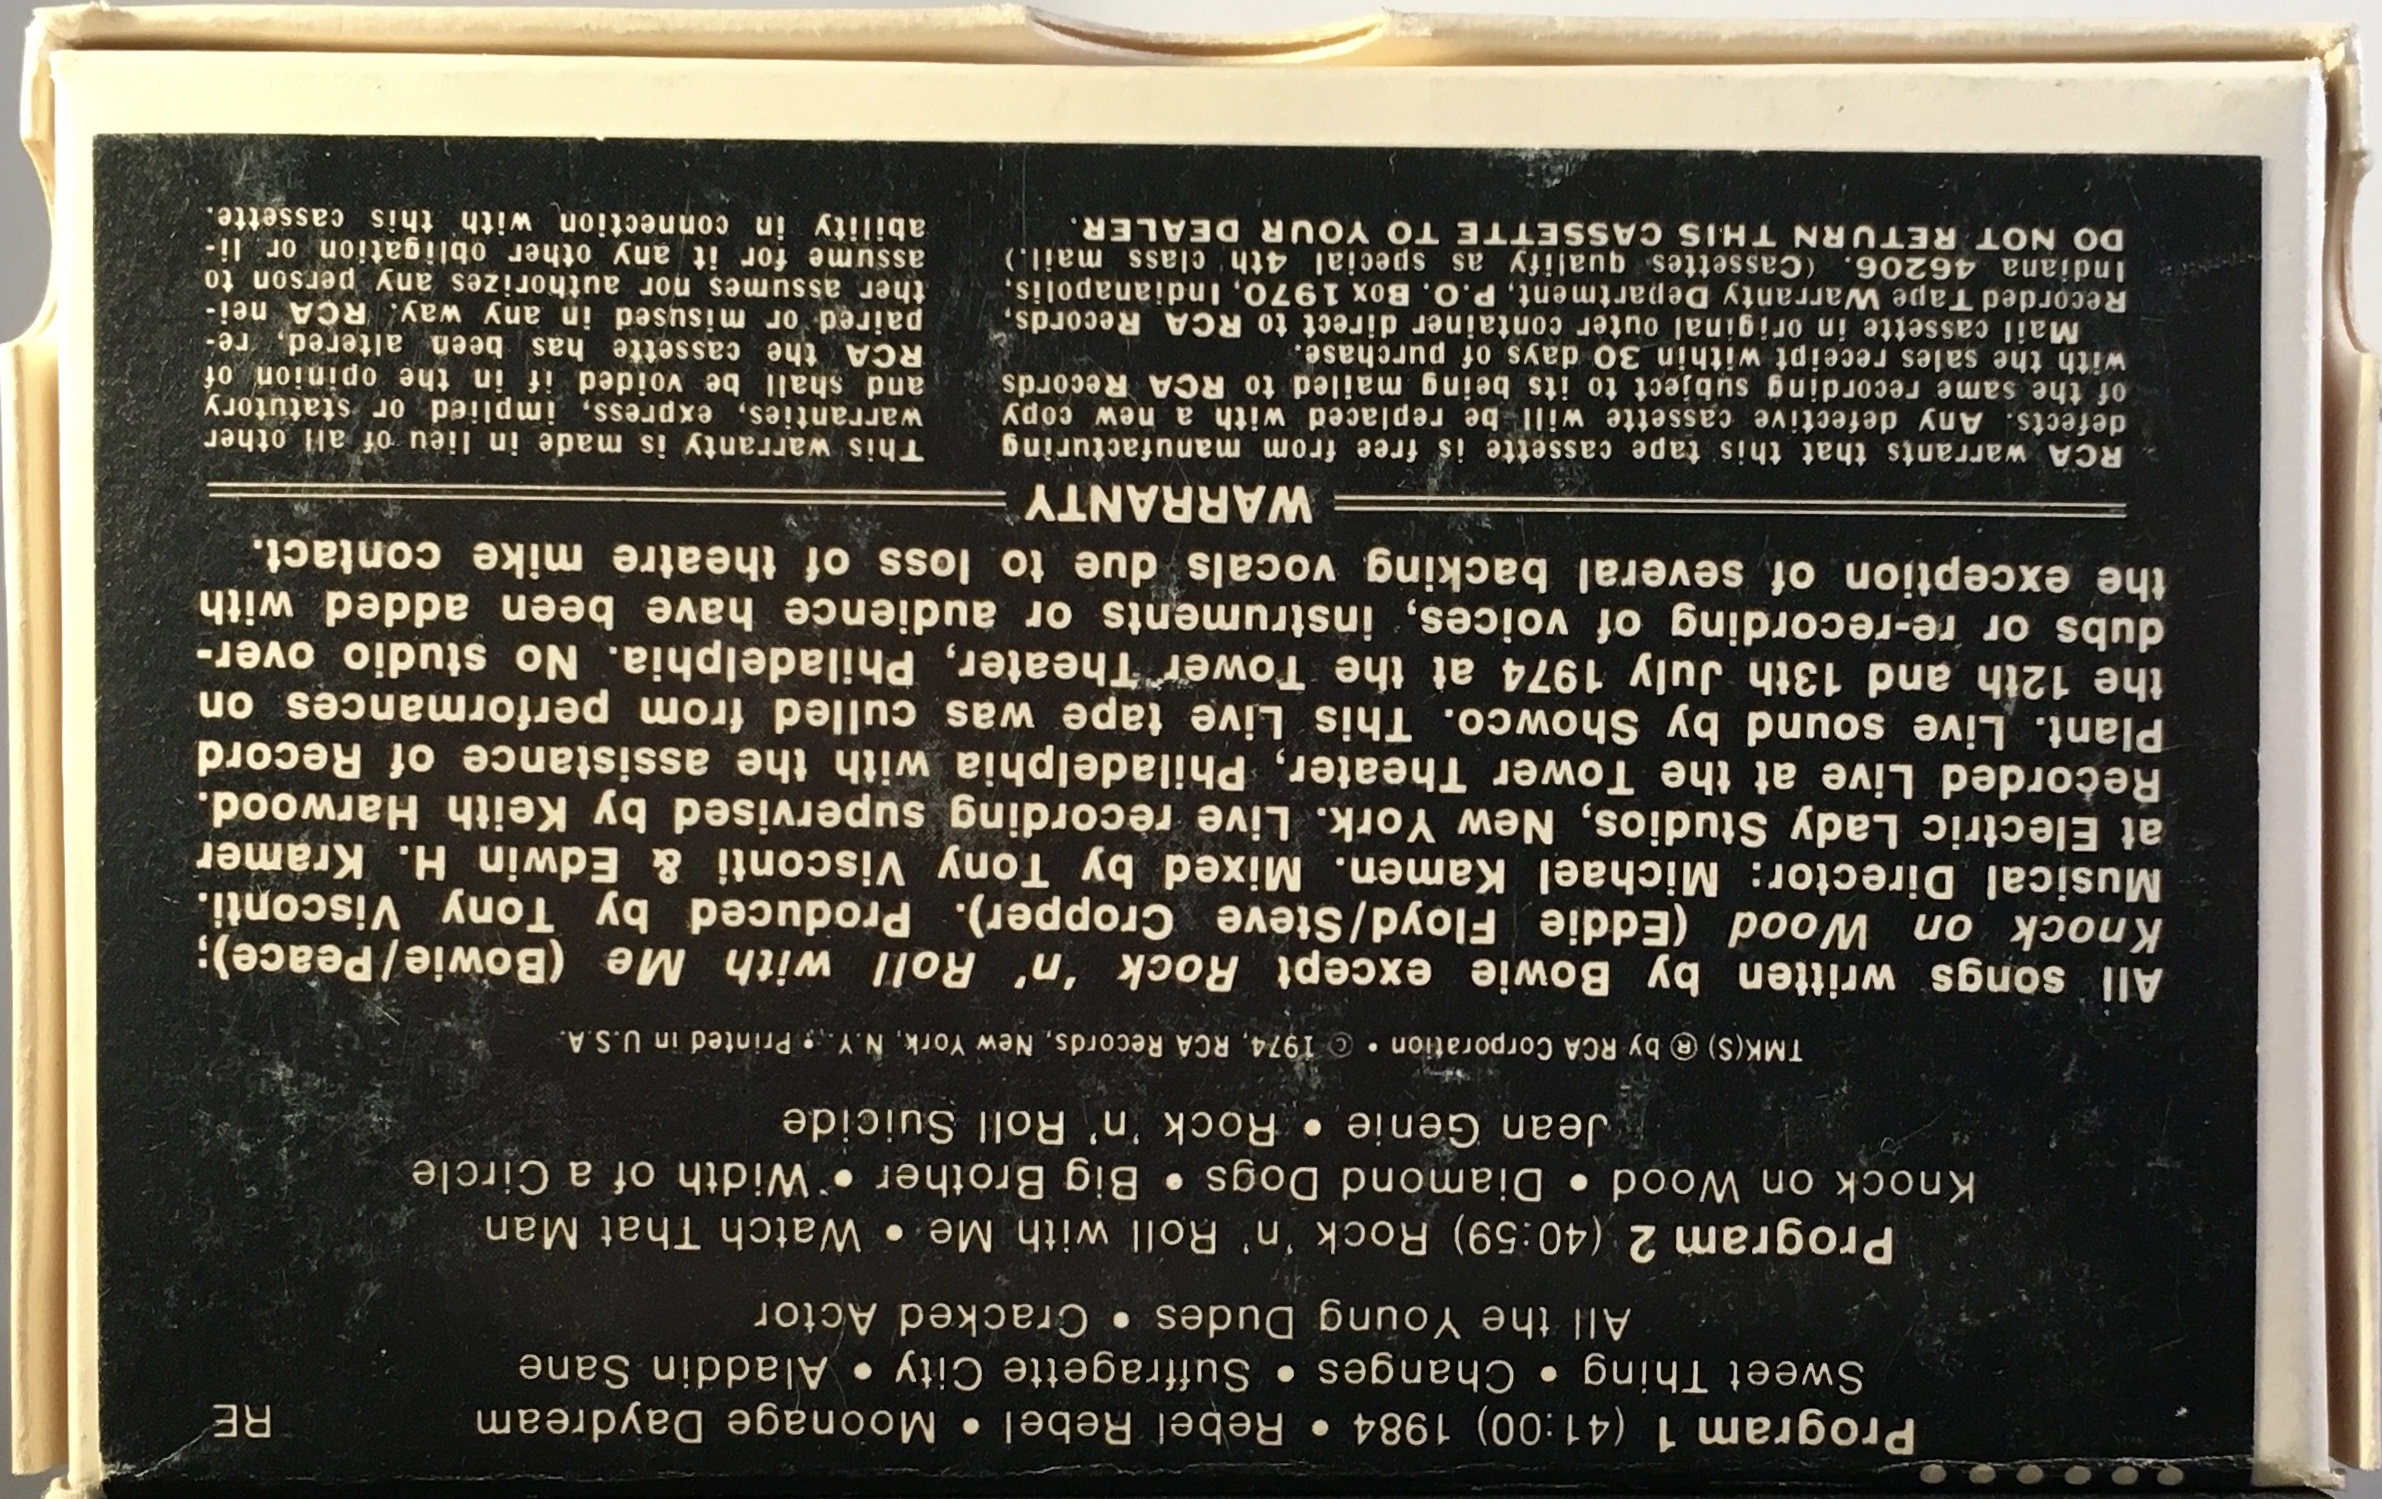 Program 1 (41:00) 1984 • Rebel Rebel • Moonage Daydream
RE
Sweet Thing • Changes • Suffragette City • Aladdin Sane
All the Young Dudes • Cracked Actor
Program 2 (40:59) Rock 'n' Roll with Me • Watch That Man
Knock on Wood • Diamond Dogs • Big Brother • Width of a Circle
Jean Genie • Rock 'n' Roll Suicide
TMK(S) ® by RCA Corporation • © 1974, RCA Records, New York, N.Y. • Printed in U.S.A.
All songs written by Bowie except Rock 'n' Roll with Me (Bowie/Peace);
Knock on Wood (Eddie Floyd/Steve Cropper). Produced by Tony Visconti.
Musical Director: Michael Kamen. Mixed by Tony Visconti & Edwin H. Kramer
at Electric Lady Studios, New York. Live recording supervised by Keith Harwood.
Recorded Live at the Tower Theater, Philadelphia with the assistance of Record
Plant. Live sound by Showco. This Live tape was culled from performances on
the 12th and 13th July 1974 at the Tower Theater, Philadelphia. No studio over-
dubs or re-recording of voices, instruments or audience have been added with
the exception of several backing vocals due to loss of theatre mike contact.
WARRANTY
RCA warrants that this tape cassette is free from manufacturing
defects. Any defective cassette will be replaced with a new copy
of the same recording subject to its being mailed to RCA Records
with the sales receipt within 30 days of purchase.
Mail cassette in original outer container direct to RCA Records,
Recorded Tape Warranty Department, P.O. Box 1970, Indianapolis,
Indiana 46206. (Cassettes qualify as special 4th class mail.)
DO NOT RETURN THIS CASSETTE TO YOUR DEALER.
This warranty is made in lieu of all other
warranties, express, implied or statutory
and shall be voided if in the opinion of
RCA the cassette has been altered, re-
paired or misused in any way. RCA nei-
ther assumes nor authorizes any person to
assume for it any other obligation or li-
ability in connection with this cassette.